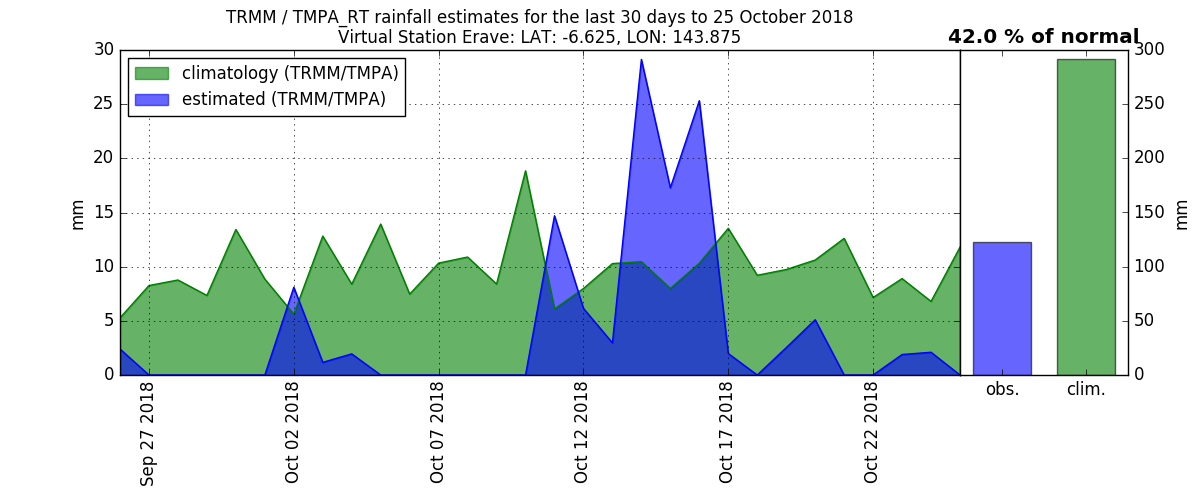 TRMM / TMPA_RT rainfall estimates for the last 30 days to 25 October 2018
Virtual Station Erave: LAT: -6.625, LON: 143.875
42.0 % of normal
climatology (TRMM/TMPA)
estimated (TRMM/TMPA)
30
25
20
15
10
5
0
mm
Sep 27 2018
Oct 02 2018
Oct 07 2018
Oct 12 2018
Oct 17 2018
Oct 22 2018
obs.
clim.
300
250
200
150
100
50
0
mm